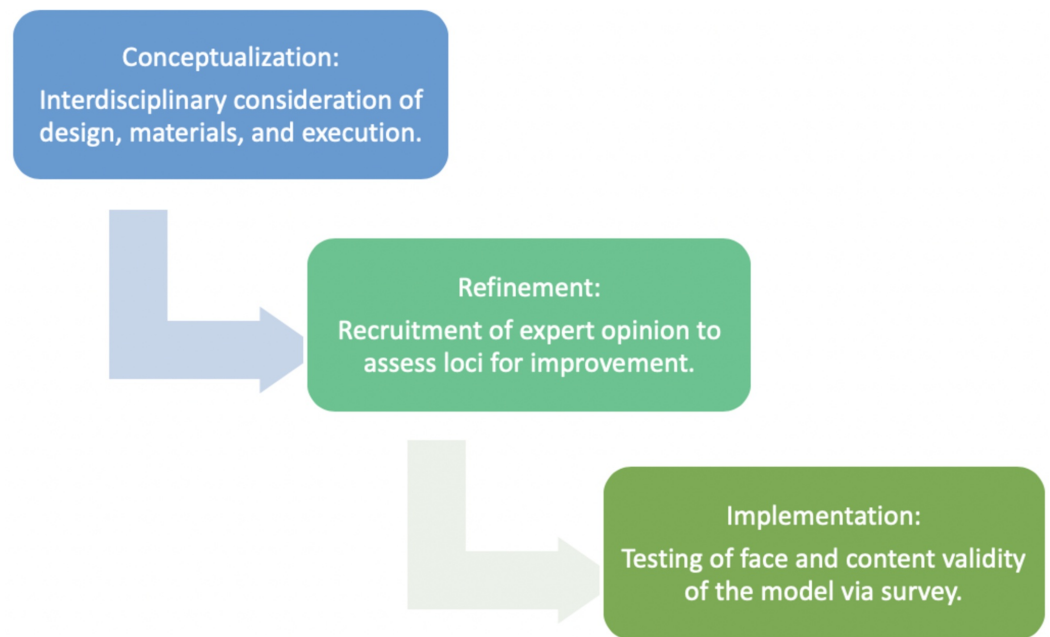 Conceptualization:
Interdisciplinary consideration of
design, materials, and execution.
Refinement:
Recruitment of expert opinion to
assess loci for improvement.
Implementation:
Testing of face and content validity
of the model via survey.